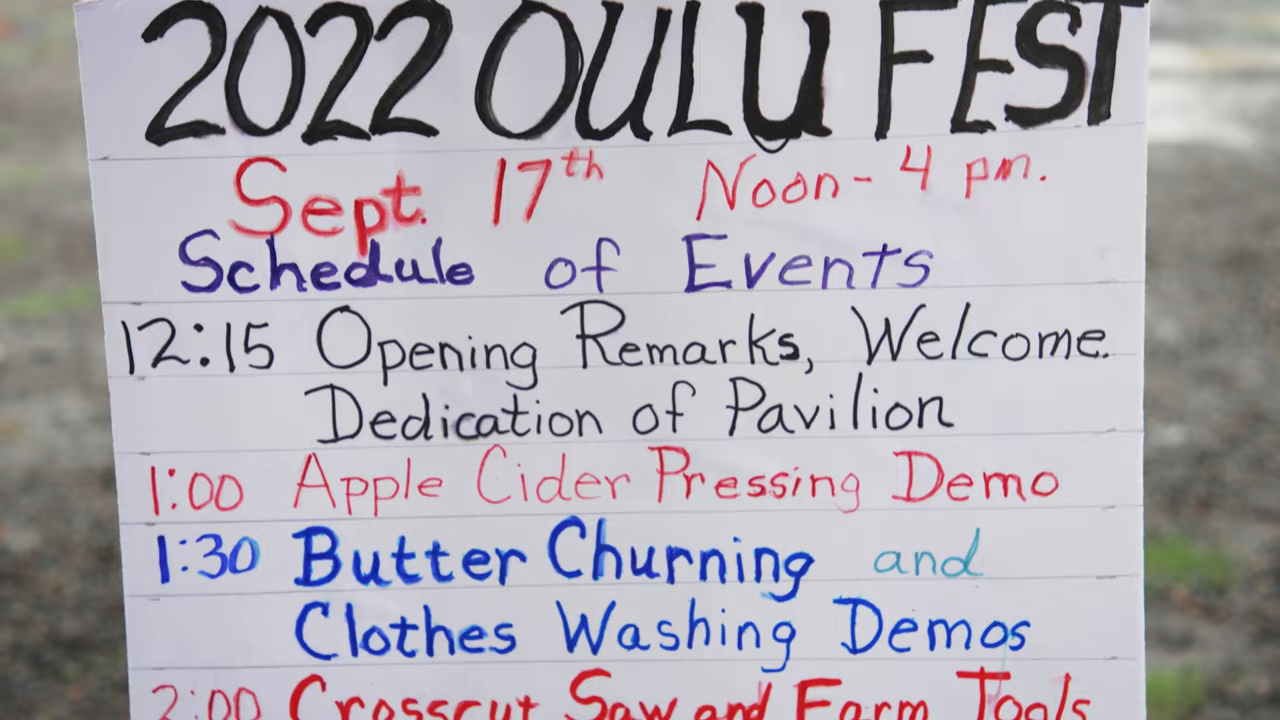 2022 OULU FEST
Sept. 17th Noon - 4 pm.
Schedule of Events
12:15 Opening Remarks, Welcome.
Dedication of Pavilion
1:00 Apple Cider Pressing Demo
1:30 Butter Churning and
Clothes Washing Demos
2:00 Crosscut Saw and Farm Tools